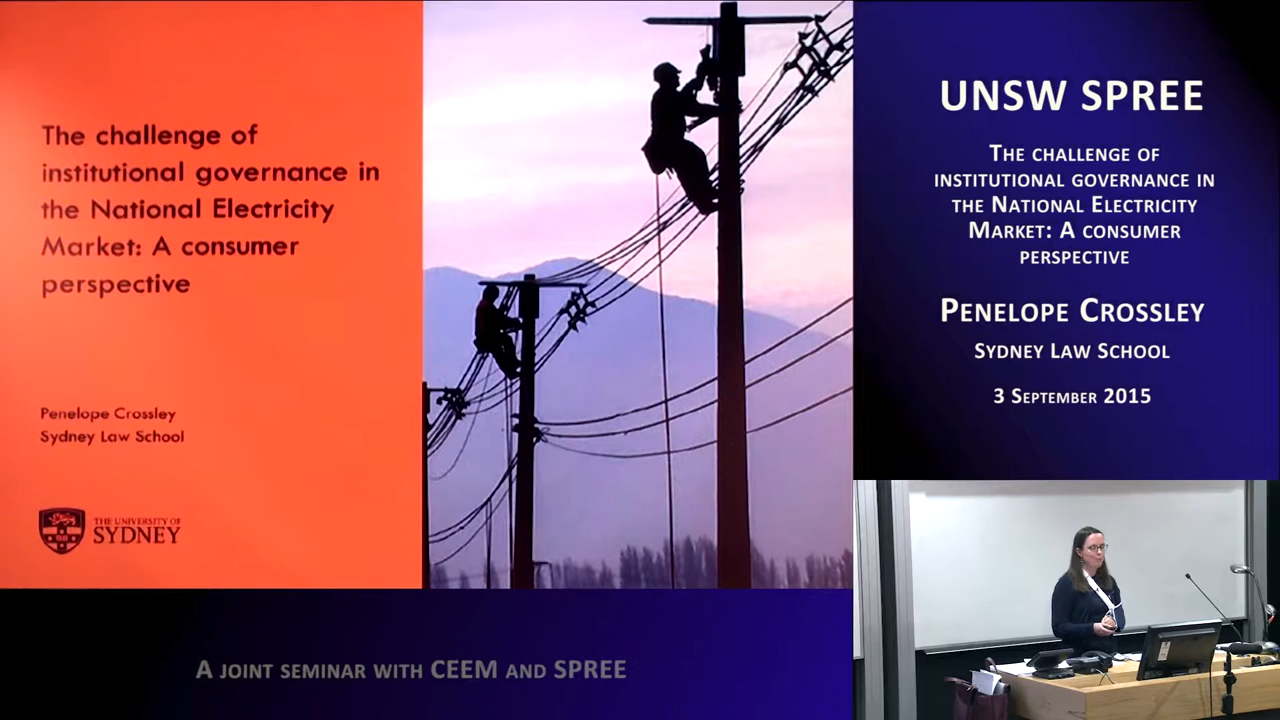 The challenge of
institutional governance in
the National Electricity
Market: A consumer
perspective
Penelope Crossley
Sydney Law School
THE UNIVERSITY OF
SYDNEY
UNSW SPREE
The challenge of
institutional governance in
the National Electricity
Market: A consumer
perspective
Penelope Crossley
Sydney Law School
3 September 2015
A joint seminar with CEEM and SPREE